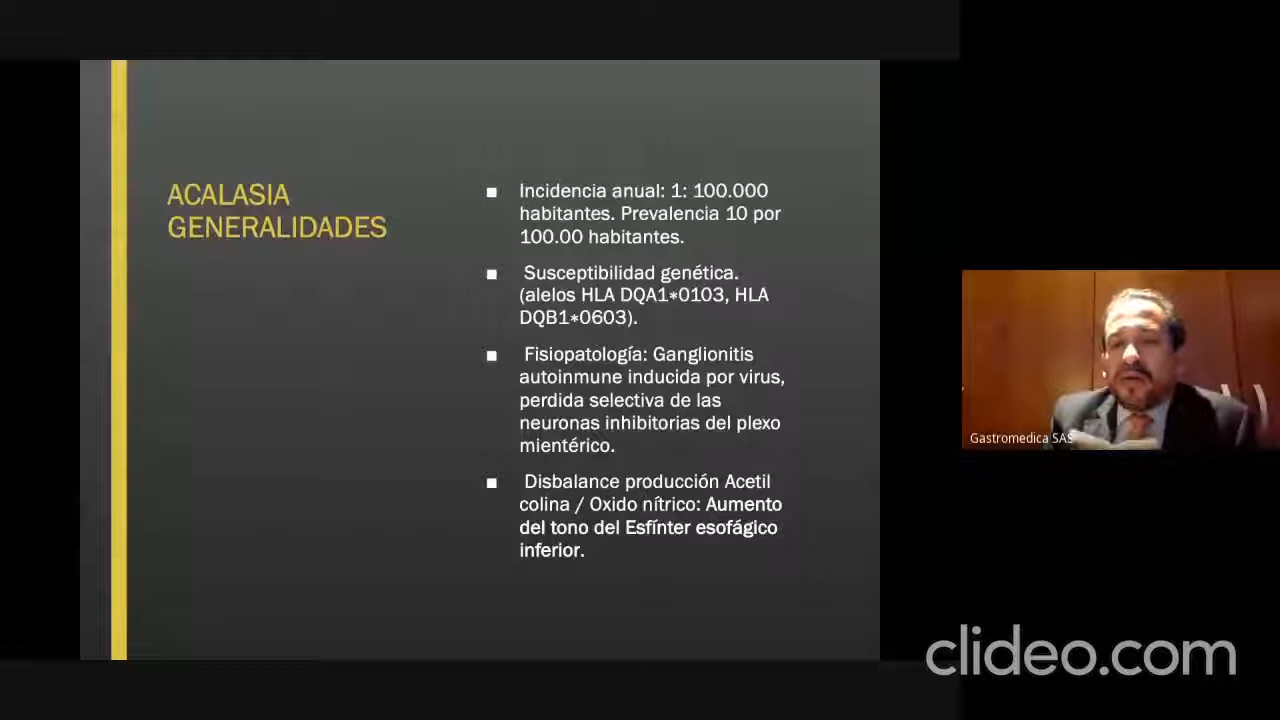 ACALASIA
GENERALIDADES
■ Incidencia anual: 1: 100.000
habitantes. Prevalencia 10 por
100.00 habitantes.
■ Susceptibilidad genética.
(alelos HLA DQA1*0103, HLA
DQB1*0603).
■ Fisiopatología: Ganglionitis
autoinmune inducida por virus,
perdida selectiva de las
neuronas inhibitorias del plexo
mientérico.
■ Disbalance producción Acetil
colina / Oxido nítrico: Aumento
del tono del Esfínter esofágico
inferior.
Gastromedica SAS
clideo.com